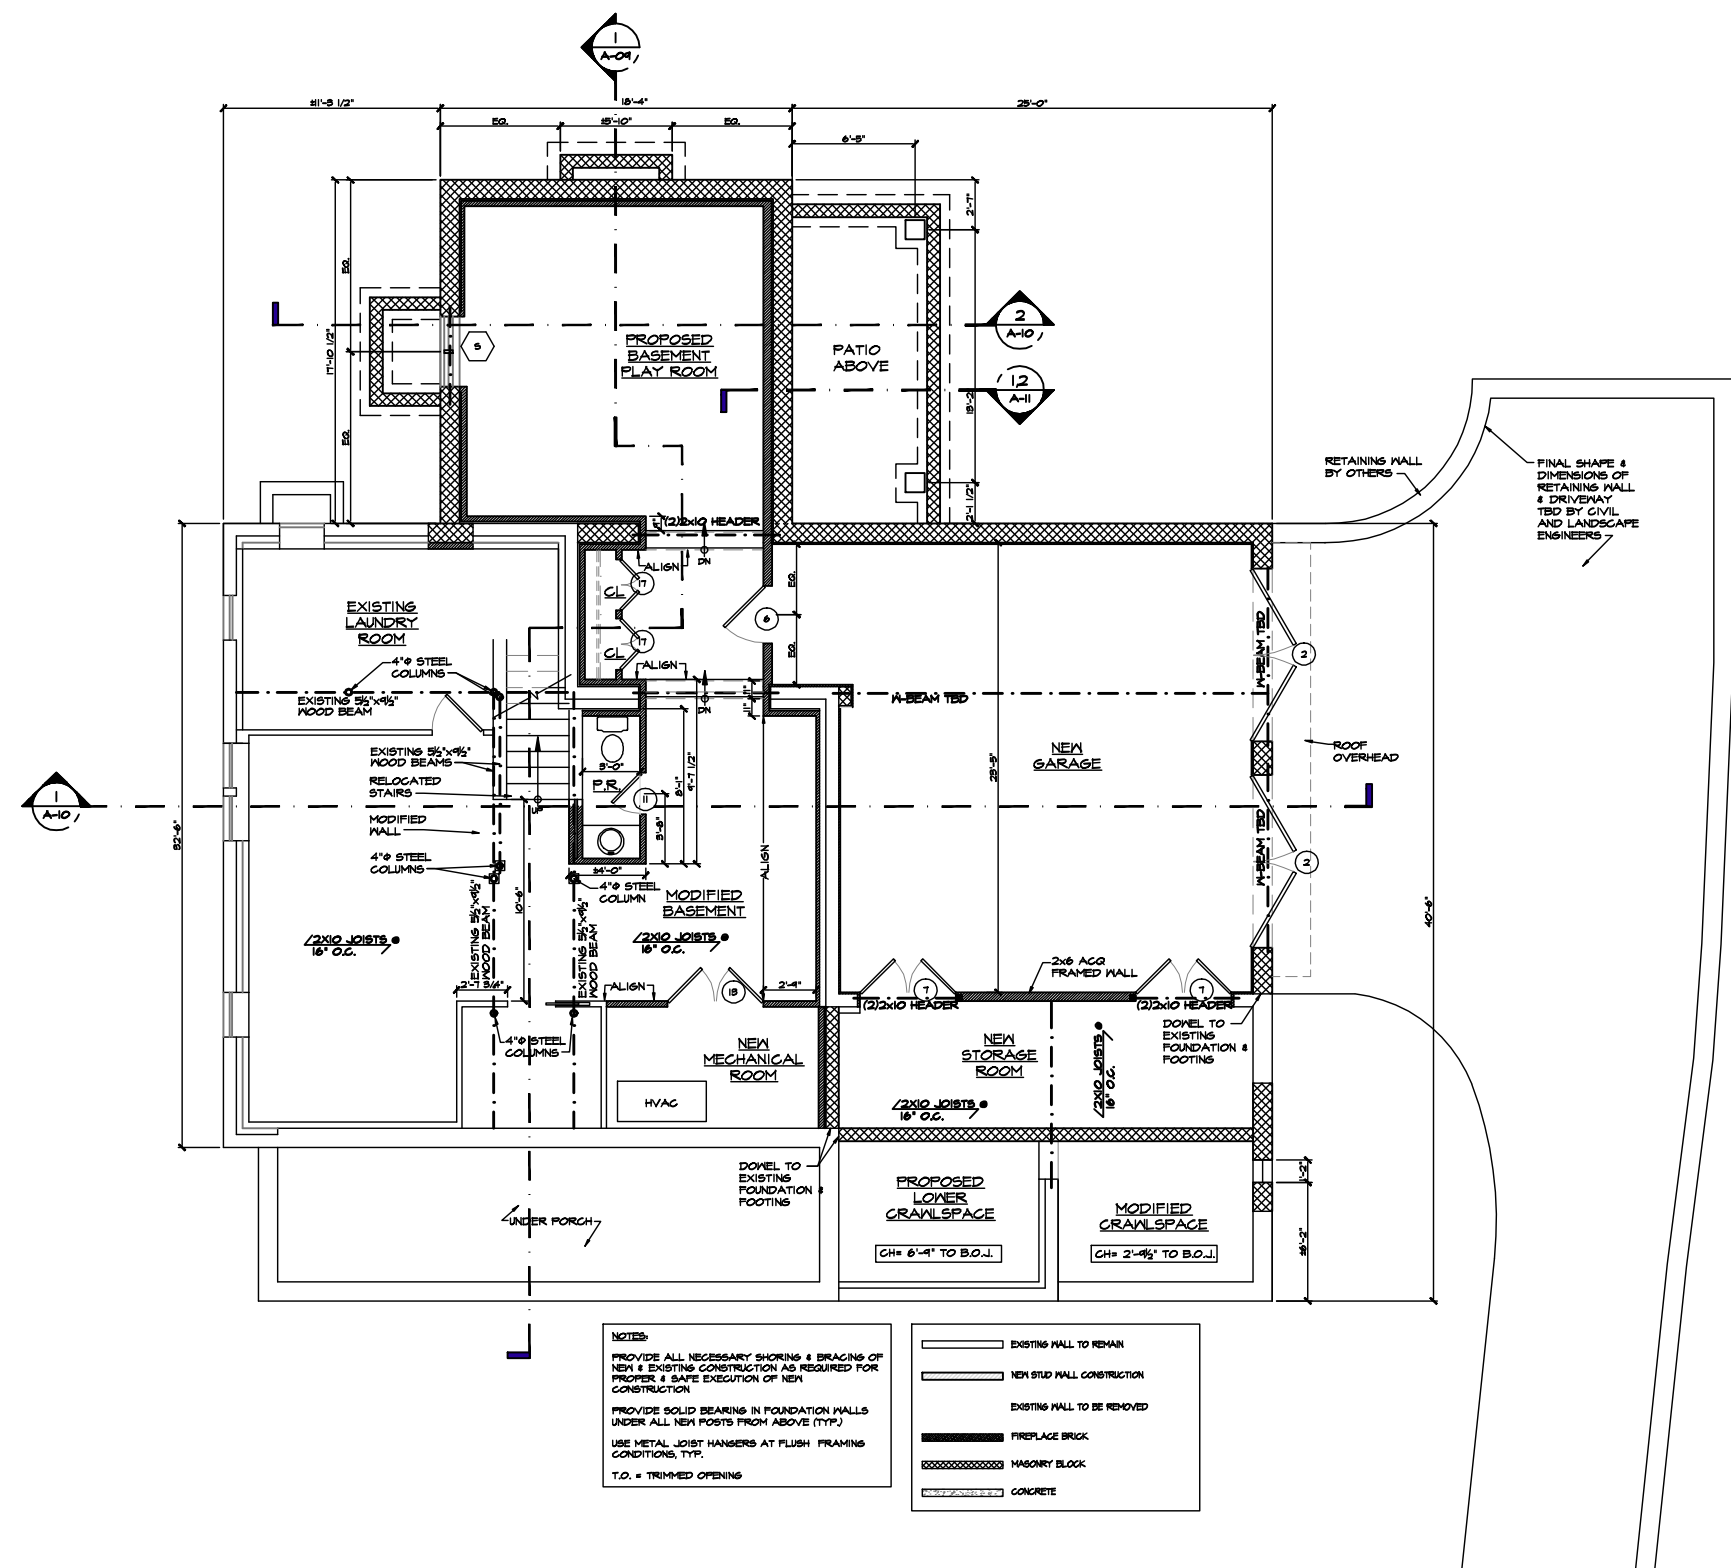 1
A-09
±11'-3 1/2"
18'-4"
25'-0"
EQ.
±5'-10"
EQ.
6'-5"
2'-7"
EQ.
17'-10 1/2"
EQ.
S
PROPOSED
BASEMENT
PLAY ROOM
PATIO
ABOVE
2
A-10
1,2
A-11
13'-2"
2'-1 1/2"
RETAINING WALL
BY OTHERS
FINAL SHAPE &
DIMENSIONS OF
RETAINING WALL
& DRIVEWAY
TBD BY CIVIL
AND LANDSCAPE
ENGINEERS
(2)2x10 HEADER
DN
ALIGN
CL
17
EQ.
6
EQ.
CL
17
ALIGN
DN
11"
11"
EXISTING
LAUNDRY
ROOM
4"Φ STEEL
COLUMNS
EXISTING 5½"x9½"
WOOD BEAM
EXISTING 5½"x9½"
WOOD BEAMS
RELOCATED
STAIRS
MODIFIED
WALL
4"Φ STEEL
COLUMNS
UP
3'-0"
P.R.
11
8'-1"
9'-7 1/2"
3'-8"
±4'-0"
4"Φ STEEL
COLUMN
10'-6"
EXISTING 5½"x9½"
WOOD BEAM
EXISTING 5½"x9½"
WOOD BEAM
MODIFIED
BASEMENT
2X10 JOISTS @
16" O.C.
2X10 JOISTS @
16" O.C.
ALIGN
2'-7 3/4"
ALIGN
13
2'-9"
4"Φ STEEL
COLUMNS
NEW
MECHANICAL
ROOM
HVAC
W-BEAM TBD
NEW
GARAGE
23'-5"
W-BEAM TBD
2
W-BEAM TBD
2
ROOF
OVERHEAD
1
A-10
32'-6"
40'-6"
2x6 ACQ
FRAMED WALL
7
(2)2x10 HEADER
7
(2)2x10 HEADER
DOWEL TO
EXISTING
FOUNDATION &
FOOTING
NEW
STORAGE
ROOM
2X10 JOISTS @
16" O.C.
2X10 JOISTS @
16" O.C.
DOWEL TO
EXISTING
FOUNDATION &
FOOTING
UNDER PORCH
PROPOSED
LOWER
CRAWLSPACE
CH= 6'-9" TO B.O.J.
MODIFIED
CRAWLSPACE
CH= 2'-9½" TO B.O.J.
1'-2"
±6'-2"
NOTES:
PROVIDE ALL NECESSARY SHORING & BRACING OF
NEW & EXISTING CONSTRUCTION AS REQUIRED FOR
PROPER & SAFE EXECUTION OF NEW
CONSTRUCTION
PROVIDE SOLID BEARING IN FOUNDATION WALLS
UNDER ALL NEW POSTS FROM ABOVE (TYP.)
USE METAL JOIST HANGERS AT FLUSH FRAMING
CONDITIONS, TYP.
T.O. = TRIMMED OPENING
EXISTING WALL TO REMAIN
NEW STUD WALL CONSTRUCTION
EXISTING WALL TO BE REMOVED
FIREPLACE BRICK
MASONRY BLOCK
CONCRETE